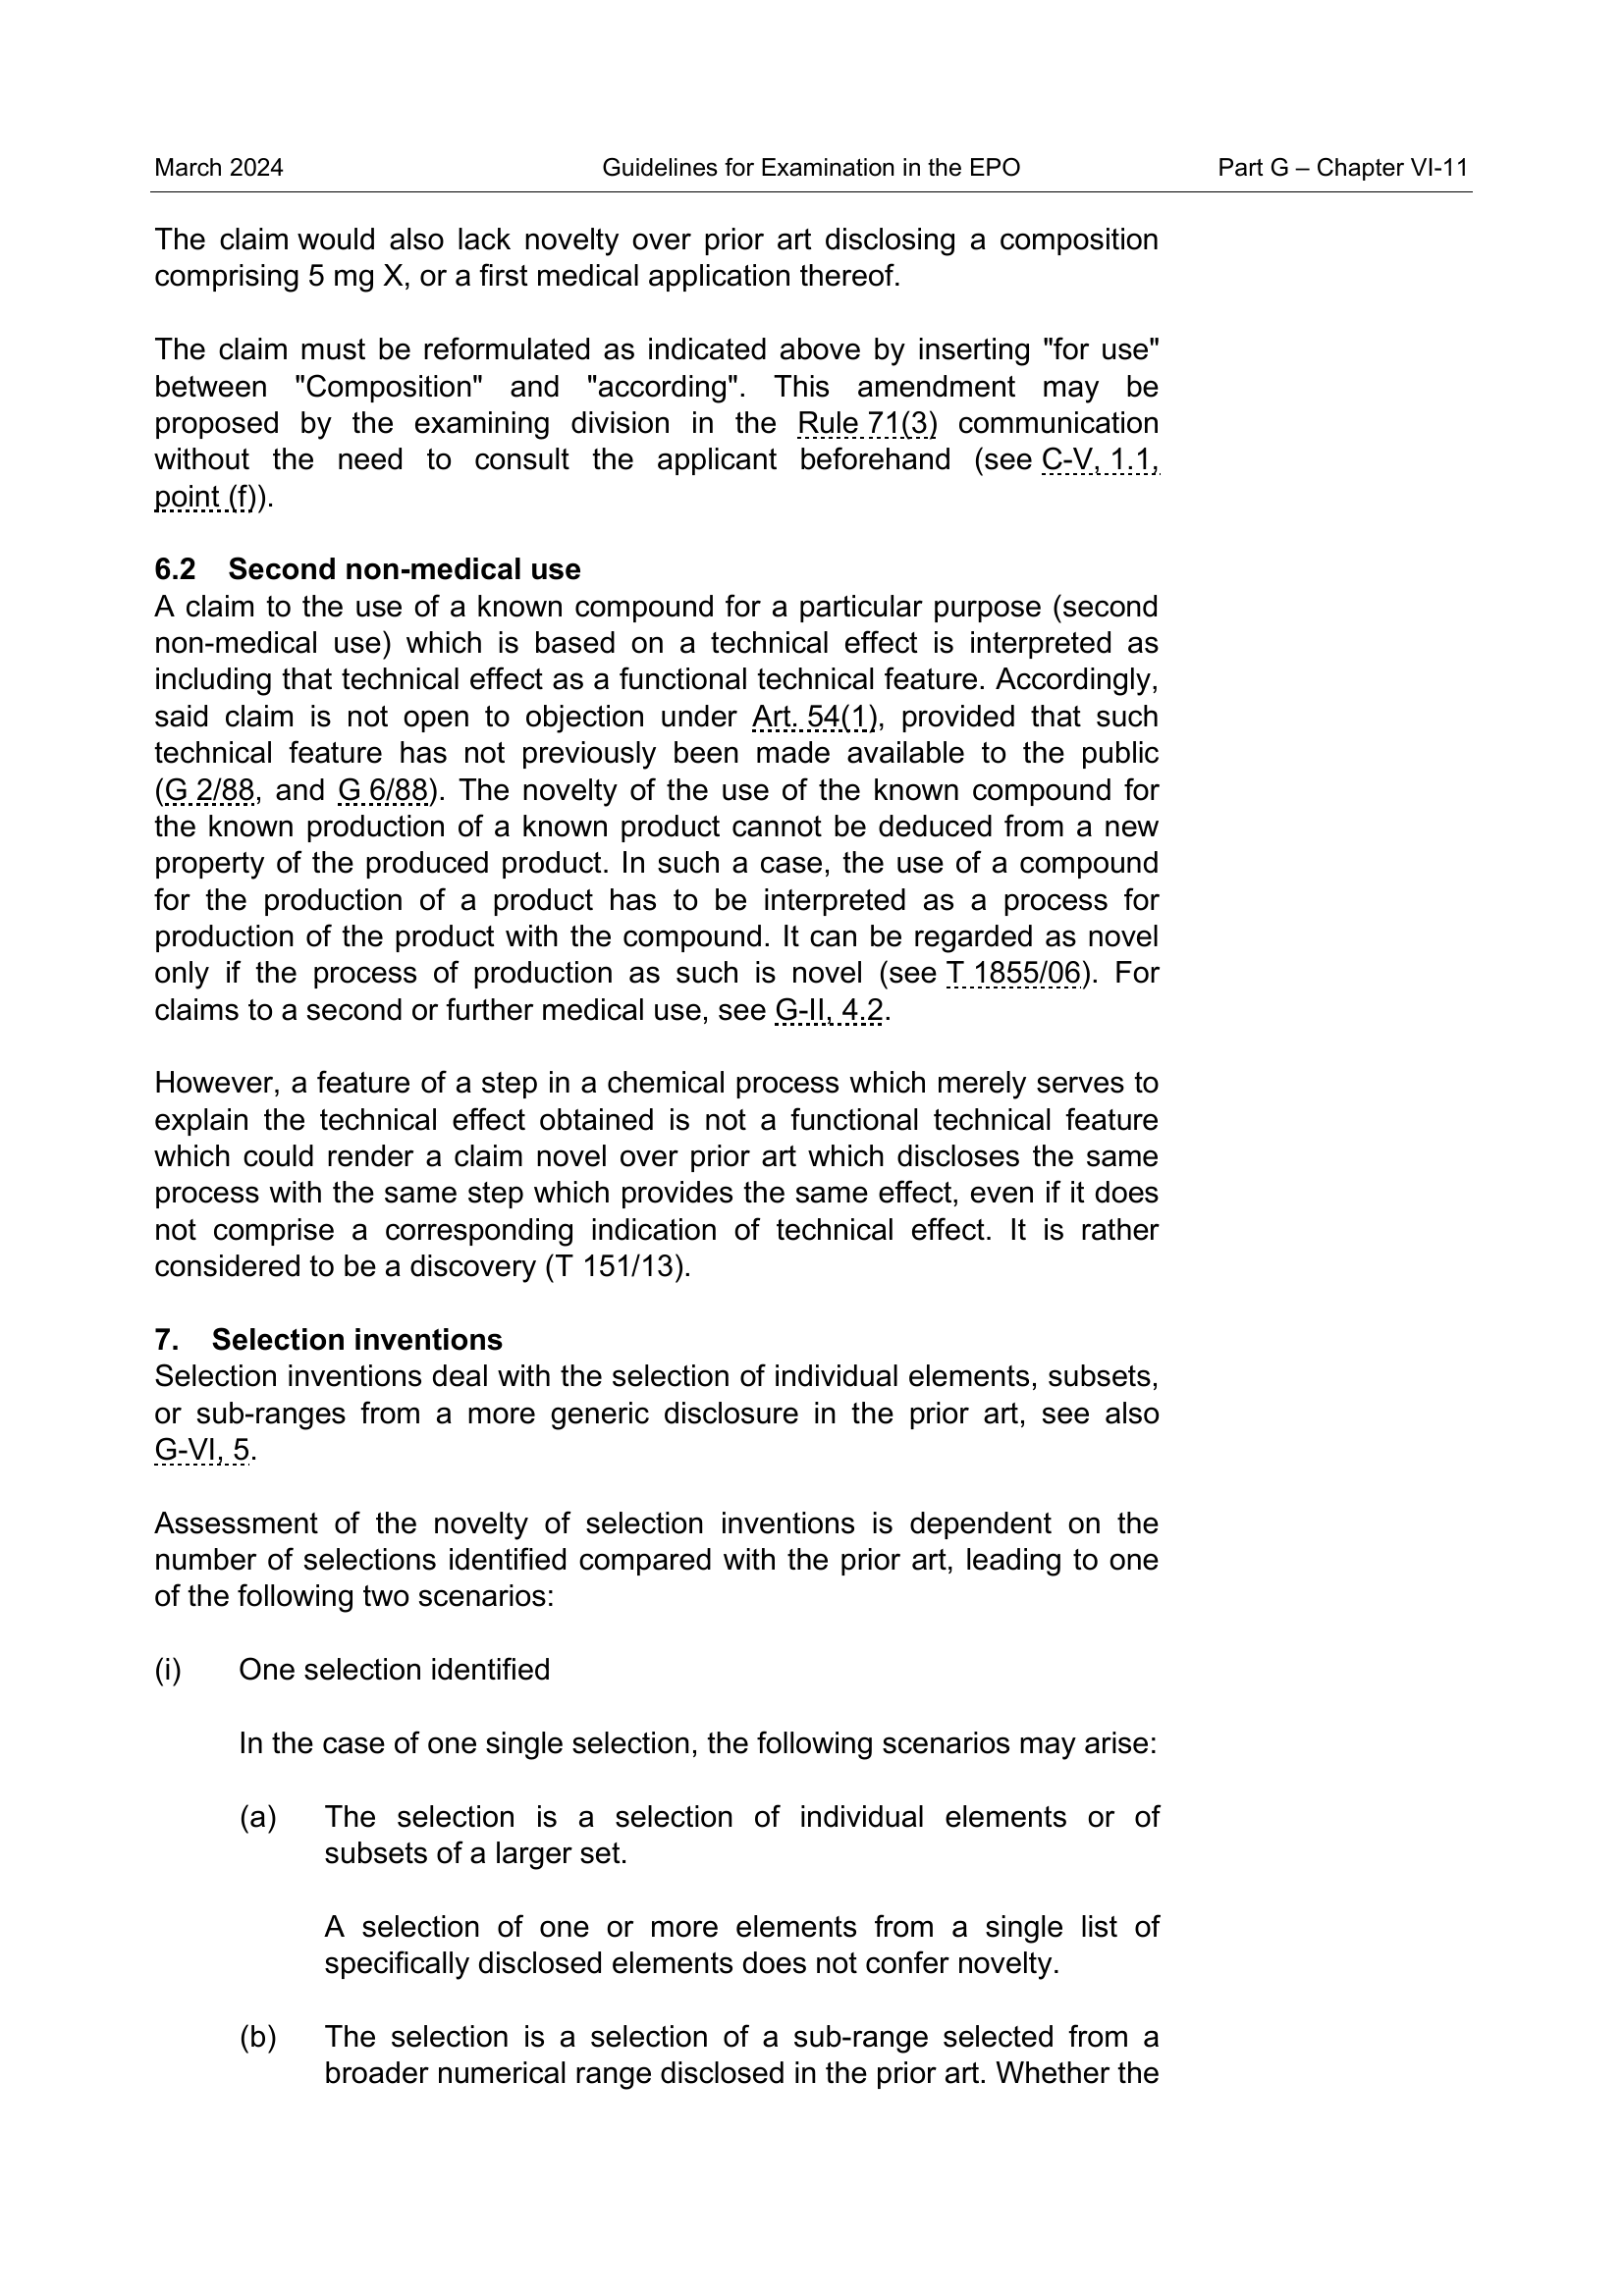 March 2024 Guidelines for Examination in the EPO Part G – Chapter VI-11
The claim would also lack novelty over prior art disclosing a composition
comprising 5 mg X, or a first medical application thereof.
The claim must be reformulated as indicated above by inserting "for use"
between "Composition" and "according". This amendment may be
proposed by the examining division in the Rule 71(3) communication
without the need to consult the applicant beforehand (see C-V, 1.1,
point (f)).
6.2 Second non-medical use
A claim to the use of a known compound for a particular purpose (second
non-medical use) which is based on a technical effect is interpreted as
including that technical effect as a functional technical feature. Accordingly,
said claim is not open to objection under Art. 54(1), provided that such
technical feature has not previously been made available to the public
(G 2/88, and G 6/88). The novelty of the use of the known compound for
the known production of a known product cannot be deduced from a new
property of the produced product. In such a case, the use of a compound
for the production of a product has to be interpreted as a process for
production of the product with the compound. It can be regarded as novel
only if the process of production as such is novel (see T 1855/06). For
claims to a second or further medical use, see G-II, 4.2.
However, a feature of a step in a chemical process which merely serves to
explain the technical effect obtained is not a functional technical feature
which could render a claim novel over prior art which discloses the same
process with the same step which provides the same effect, even if it does
not comprise a corresponding indication of technical effect. It is rather
considered to be a discovery (T 151/13).
7. Selection inventions
Selection inventions deal with the selection of individual elements, subsets,
or sub-ranges from a more generic disclosure in the prior art, see also
G-VI, 5.
Assessment of the novelty of selection inventions is dependent on the
number of selections identified compared with the prior art, leading to one
of the following two scenarios:
(i) One selection identified
In the case of one single selection, the following scenarios may arise:
(a) The selection is a selection of individual elements or of
subsets of a larger set.
A selection of one or more elements from a single list of
specifically disclosed elements does not confer novelty.
(b) The selection is a selection of a sub-range selected from a
broader numerical range disclosed in the prior art. Whether the